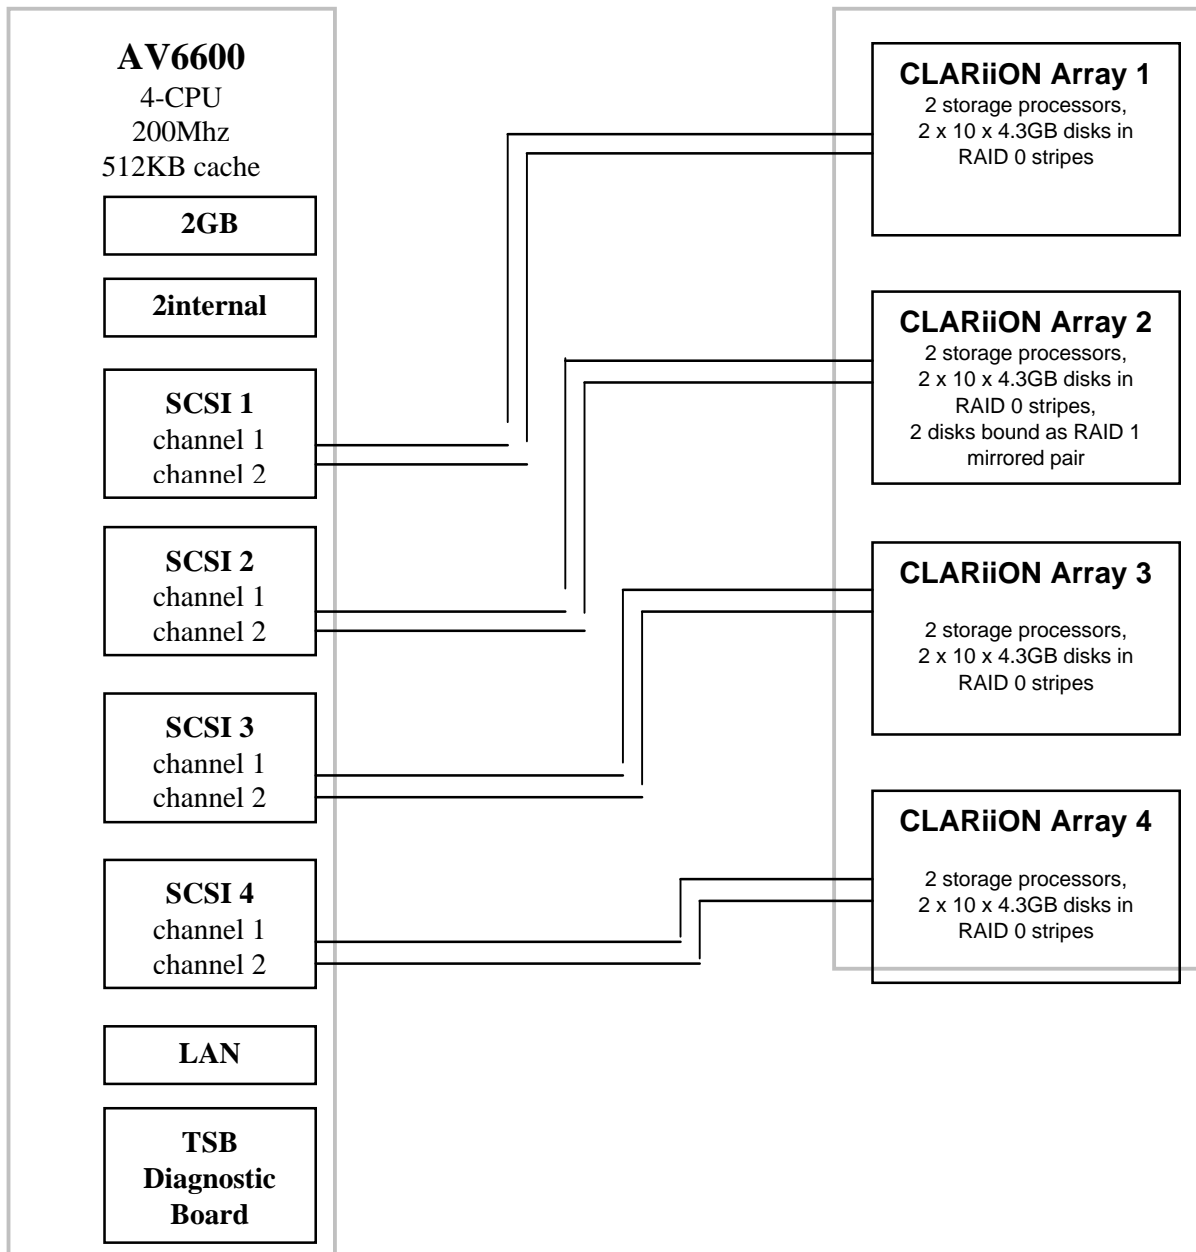 AV6600
4-CPU
200Mhz
512KB cache
2GB
2internal
SCSI 1
channel 1
channel 2
SCSI 2
channel 1
channel 2
SCSI 3
channel 1
channel 2
SCSI 4
channel 1
channel 2
LAN
TSB
Diagnostic
Board
CLARiiON Array 1
2 storage processors,
2 x 10 x 4.3GB disks in
RAID 0 stripes
CLARiiON Array 2
2 storage processors,
2 x 10 x 4.3GB disks in
RAID 0 stripes,
2 disks bound as RAID 1
mirrored pair
CLARiiON Array 3
2 storage processors,
2 x 10 x 4.3GB disks in
RAID 0 stripes
CLARiiON Array 4
2 storage processors,
2 x 10 x 4.3GB disks in
RAID 0 stripes